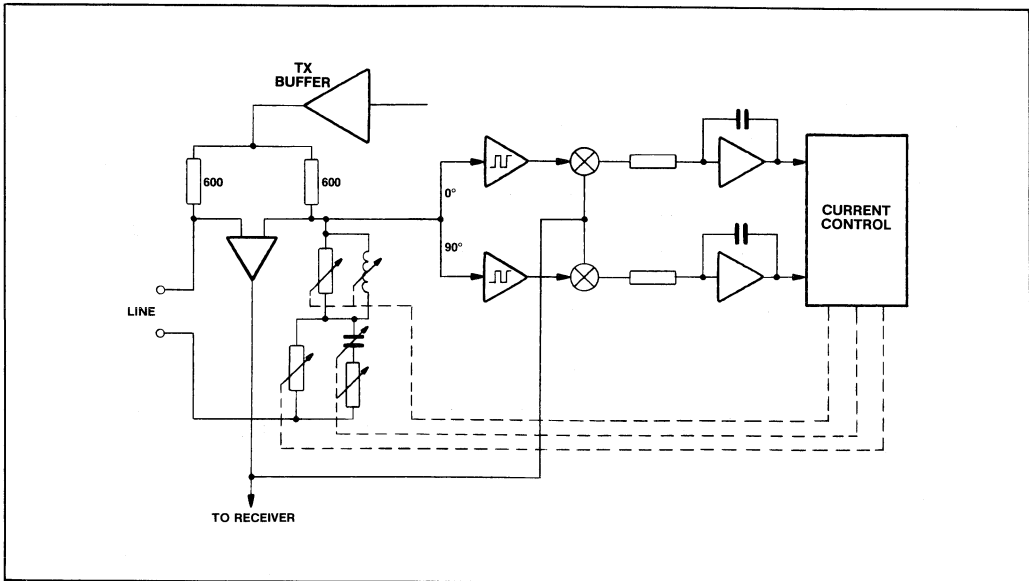 TX
BUFFER
600
600
0°
90°
CURRENT
CONTROL
LINE
TO RECEIVER